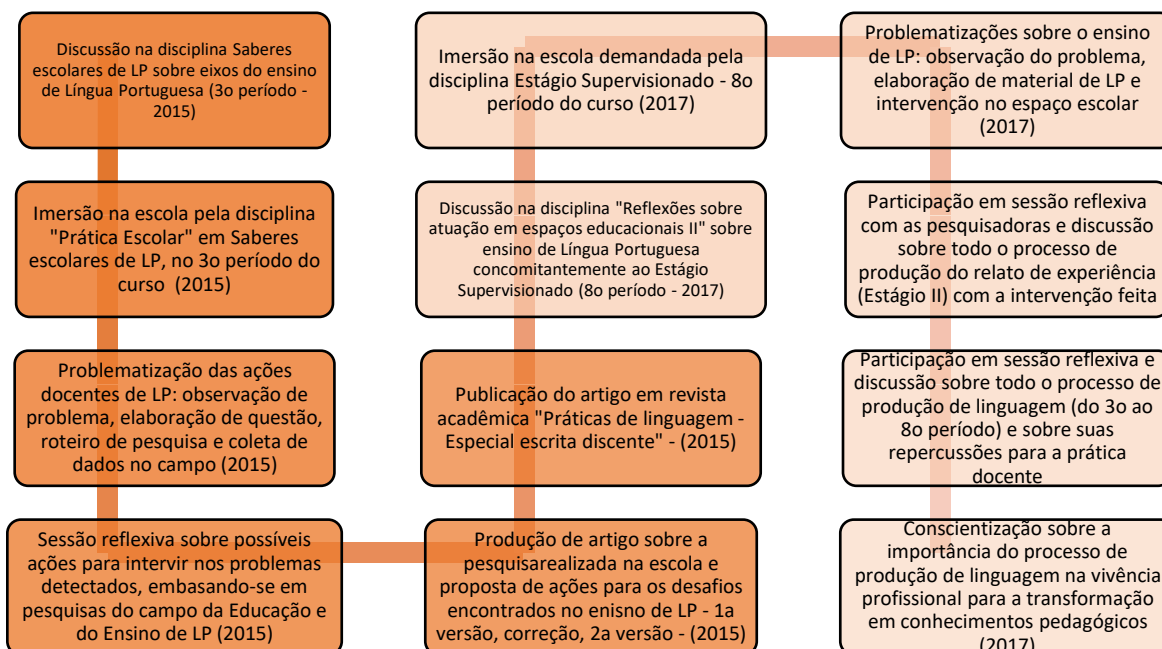 Discussão na disciplina Saberes
escolares de LP sobre eixos do ensino
de Língua Portuguesa (3o período -
2015)
Imersão na escola pela disciplina
"Prática Escolar" em Saberes
escolares de LP, no 3o período do
curso (2015)
Problematização das ações
docentes de LP: observação de
problema, elaboração de questão,
roteiro de pesquisa e coleta de
dados no campo (2015)
Sessão reflexiva sobre possíveis
ações para intervir nos problemas
detectados, embasando-se em
pesquisas do campo da Educação e
do Ensino de LP (2015)
Produção de artigo sobre a
pesquisarealizada na escola e
proposta de ações para os desafios
encontrados no enisno de LP - 1a
versão, correção, 2a versão - (2015)
Publicação do artigo em revista
acadêmica "Práticas de linguagem -
Especial escrita discente" - (2015)
Discussão na disciplina "Reflexões sobre
atuação em espaços educacionais II" sobre
ensino de Língua Portuguesa
concomitantemente ao Estágio
Supervisionado (8o período - 2017)
Imersão na escola demandada pela
disciplina Estágio Supervisionado - 8o
período do curso (2017)
Problematizações sobre o ensino
de LP: observação do problema,
elaboração de material de LP e
intervenção no espaço escolar
(2017)
Participação em sessão reflexiva
com as pesquisadoras e discussão
sobre todo o processo de
produção do relato de experiência
(Estágio II) com a intervenção feita
Participação em sessão reflexiva e
discussão sobre todo o processo de
produção de linguagem (do 3o ao
8o período) e sobre suas
repercussões para a prática
docente
Conscientização sobre a
importância do processo de
produção de linguagem na vivência
profissional para a transformação
em conhecimentos pedagógicos
(2017)